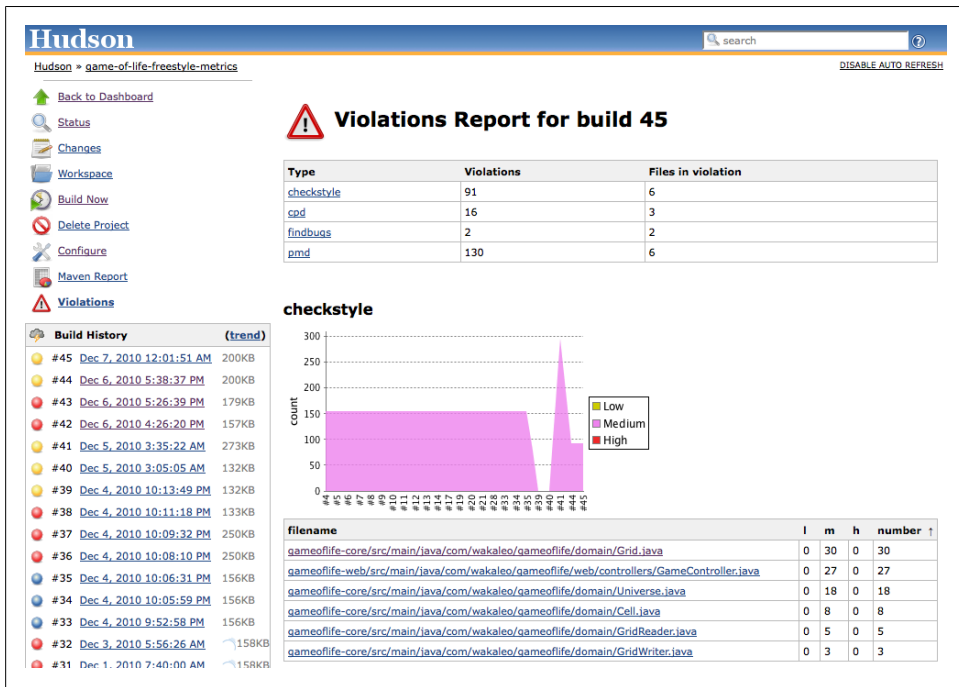 Hudson
search
Hudson » game-of-life-freestyle-metrics
DISABLE AUTO REFRESH
Back to Dashboard
Status
Changes
Workspace
Build Now
Delete Project
Configure
Maven Report
Violations
Build History (trend)
#45 Dec 7, 2010 12:01:51 AM 200KB
#44 Dec 6, 2010 5:38:37 PM 200KB
#43 Dec 6, 2010 5:26:39 PM 179KB
#42 Dec 6, 2010 4:26:20 PM 157KB
#41 Dec 5, 2010 3:35:22 AM 273KB
#40 Dec 5, 2010 3:05:05 AM 132KB
#39 Dec 4, 2010 10:13:49 PM 132KB
#38 Dec 4, 2010 10:11:18 PM 133KB
#37 Dec 4, 2010 10:09:32 PM 250KB
#36 Dec 4, 2010 10:08:10 PM 250KB
#35 Dec 4, 2010 10:06:31 PM 156KB
#34 Dec 4, 2010 10:05:59 PM 156KB
#33 Dec 4, 2010 9:52:58 PM 156KB
#32 Dec 3, 2010 5:56:26 AM 158KB
#31 Dec 1, 2010 7:40:00 AM 158KB
Violations Report for build 45
Type Violations Files in violation
checkstyle 91 6
cpd 16 3
findbugs 2 2
pmd 130 6
checkstyle
300
250
200
150
100
50
0
count
#4 #5 #6 #7 #8 #9 #10 #11 #12 #13 #14 #17 #19 #20 #21 #28 #33 #34 #35 #39 #40 #41 #44 #45
Low
Medium
High
filename l m h number ↑
gameoflife-core/src/main/java/com/wakaleo/gameoflife/domain/Grid.java 0 30 0 30
gameoflife-web/src/main/java/com/wakaleo/gameoflife/web/controllers/GameController.java 0 27 0 27
gameoflife-core/src/main/java/com/wakaleo/gameoflife/domain/Universe.java 0 18 0 18
gameoflife-core/src/main/java/com/wakaleo/gameoflife/domain/Cell.java 0 8 0 8
gameoflife-core/src/main/java/com/wakaleo/gameoflife/domain/GridReader.java 0 5 0 5
gameoflife-core/src/main/java/com/wakaleo/gameoflife/domain/GridWriter.java 0 3 0 3